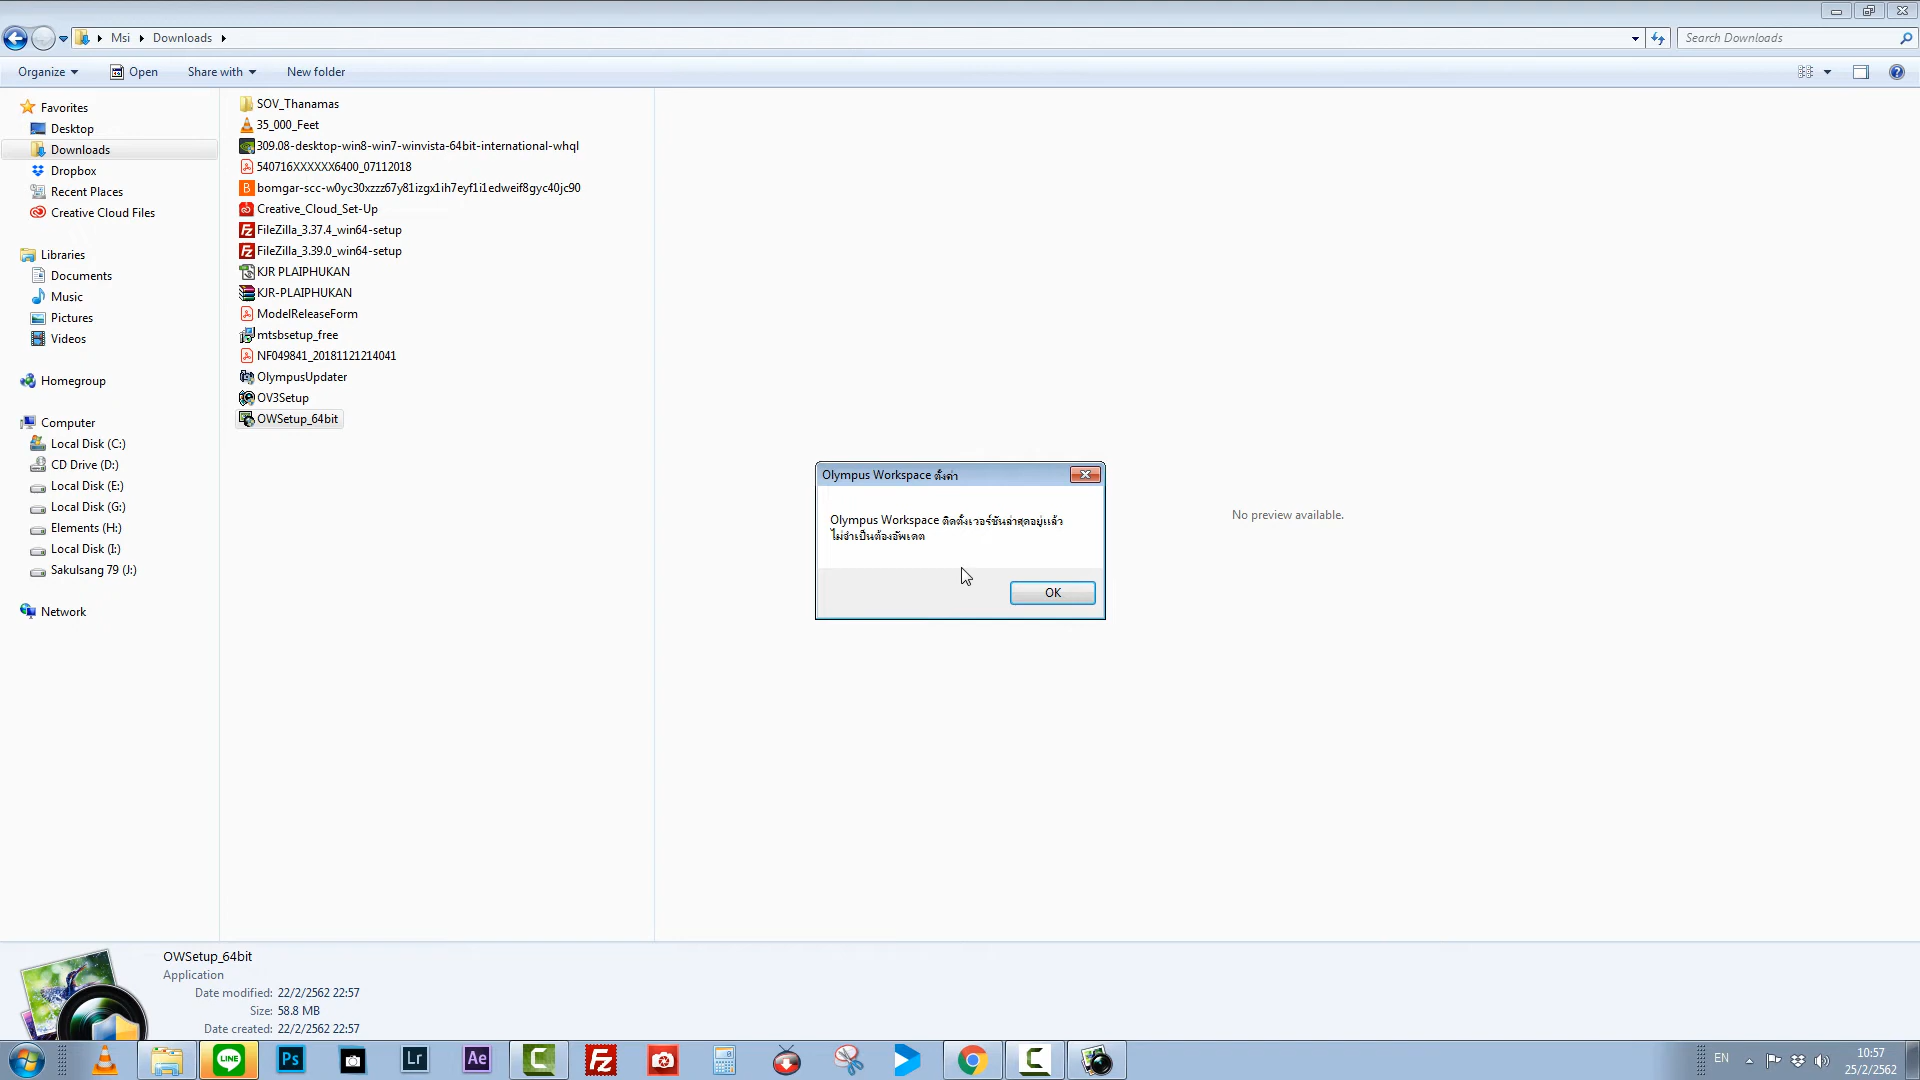 Msi Downloads
Search Downloads
Organize Open Share with New folder
Favorites
Desktop
Downloads
Dropbox
Recent Places
Creative Cloud Files
Libraries
Documents
Music
Pictures
Videos
Homegroup
Computer
Local Disk (C:)
CD Drive (D:)
Local Disk (E:)
Local Disk (G:)
Elements (H:)
Local Disk (I:)
Sakulsang 79 (J:)
Network
SOV_Thanamas
35_000_Feet
309.08-desktop-win8-win7-winvista-64bit-international-whql
540716XXXXXX6400_07112018
bomgar-scc-w0yc30xzzz67y81izgx1ih7eyf1i1edweif8gyc40jc90
Creative_Cloud_Set-Up
FileZilla_3.37.4_win64-setup
FileZilla_3.39.0_win64-setup
KJR PLAIPHUKAN
KJR-PLAIPHUKAN
ModelReleaseForm
mtsbsetup_free
NF049841_20181121214041
OlympusUpdater
OV3Setup
OWSetup_64bit
Olympus Workspace ตั้งค่า
Olympus Workspace ติดตั้งเวอร์ชันล่าสุดอยู่แล้ว
ไม่จำเป็นต้องอัพเดต
OK
No preview available.
OWSetup_64bit
Application
Date modified: 22/2/2562 22:57
Size: 58.8 MB
Date created: 22/2/2562 22:57
LINE Ps Lr Ae C Fz C
EN
10:57
25/2/2562